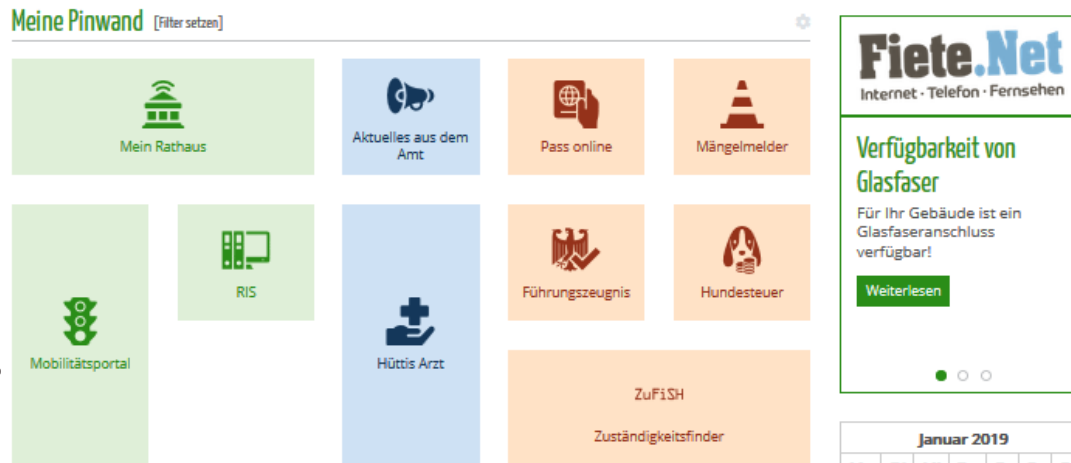 Meine Pinwand [Filter setzen]
Mein Rathaus
Aktuelles aus dem
Amt
Pass online
Mängelmelder
Mobilitätsportal
RIS
Hüttis Arzt
Führungszeugnis
Hundesteuer
ZuFiSH
Zuständigkeitsfinder
Fiete.Net
Internet · Telefon · Fernsehen
Verfügbarkeit von
Glasfaser
Für Ihr Gebäude ist ein
Glasfaseranschluss
verfügbar!
Weiterlesen
Januar 2019